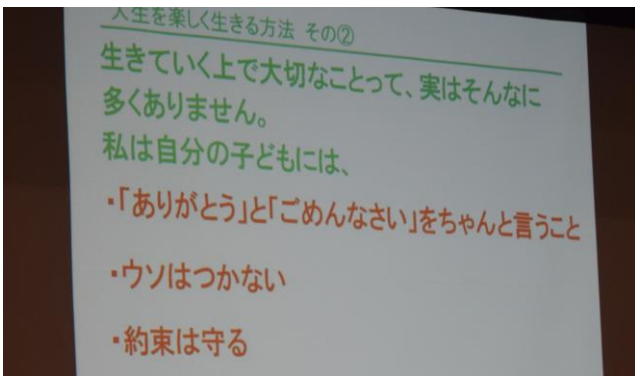 人生を楽しく生きる方法 その②
生きていく上で大切なことって、実はそんなに
多くありません。
私は自分の子どもには、
・「ありがとう」と「ごめんなさい」をちゃんと言うこと
・ウソはつかない
・約束は守る